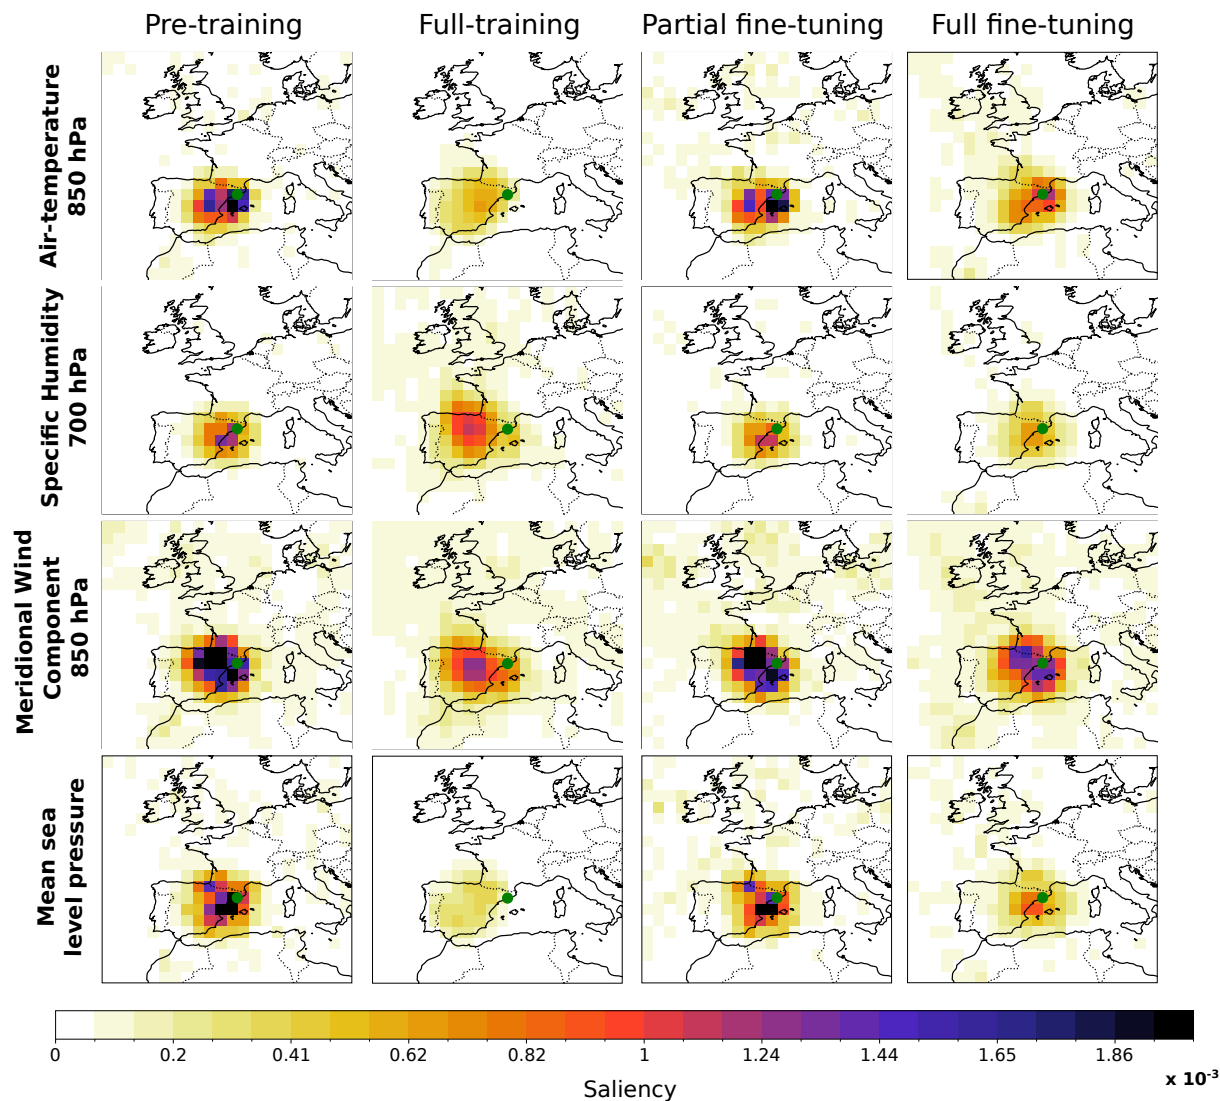 Pre-training Full-training Partial fine-tuning Full fine-tuning
Air-temperature
850 hPa
Specific Humidity
700 hPa
Meridional Wind
Component
850 hPa
Mean sea
level pressure
0 0.2 0.41 0.62 0.82 1 1.24 1.44 1.65 1.86
x 10-3
Saliency